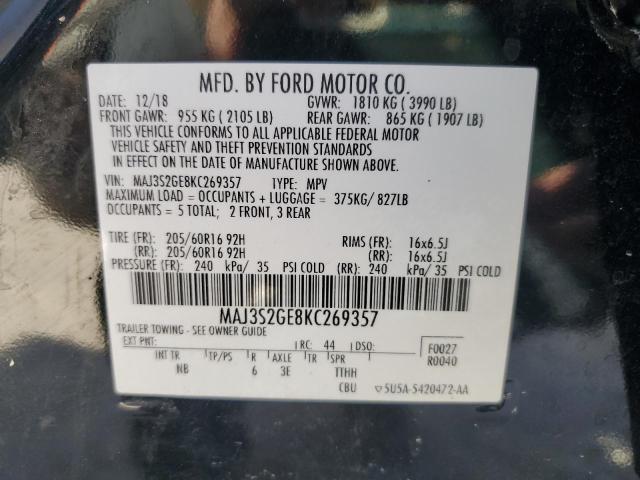 MFD. BY FORD MOTOR CO.
DATE: 12/18 GVWR: 1810 KG ( 3990 LB)
FRONT GAWR: 955 KG ( 2105 LB) REAR GAWR: 865 KG ( 1907 LB)
THIS VEHICLE CONFORMS TO ALL APPLICABLE FEDERAL MOTOR
VEHICLE SAFETY AND THEFT PREVENTION STANDARDS
IN EFFECT ON THE DATE OF MANUFACTURE SHOWN ABOVE.
VIN: MAJ3S2GE8KC269357 TYPE: MPV
MAXIMUM LOAD = OCCUPANTS + LUGGAGE = 375KG/ 827LB
OCCUPANTS = 5 TOTAL; 2 FRONT, 3 REAR
TIRE (FR): 205/60R16 92H RIMS (FR): 16x6.5J
(RR): 205/60R16 92H (RR): 16x6.5J
PRESSURE (FR): 240 kPa/ 35 PSI COLD (RR): 240 kPa/ 35 PSI COLD
MAJ3S2GE8KC269357
TRAILER TOWING - SEE OWNER GUIDE
EXT PNT: RC: 44 DSO: F0027
R0040
INT TR TP/PS R AXLE TR SPR
NB 6 3E TTHH
CBU ▽5U5A-5420472-AA